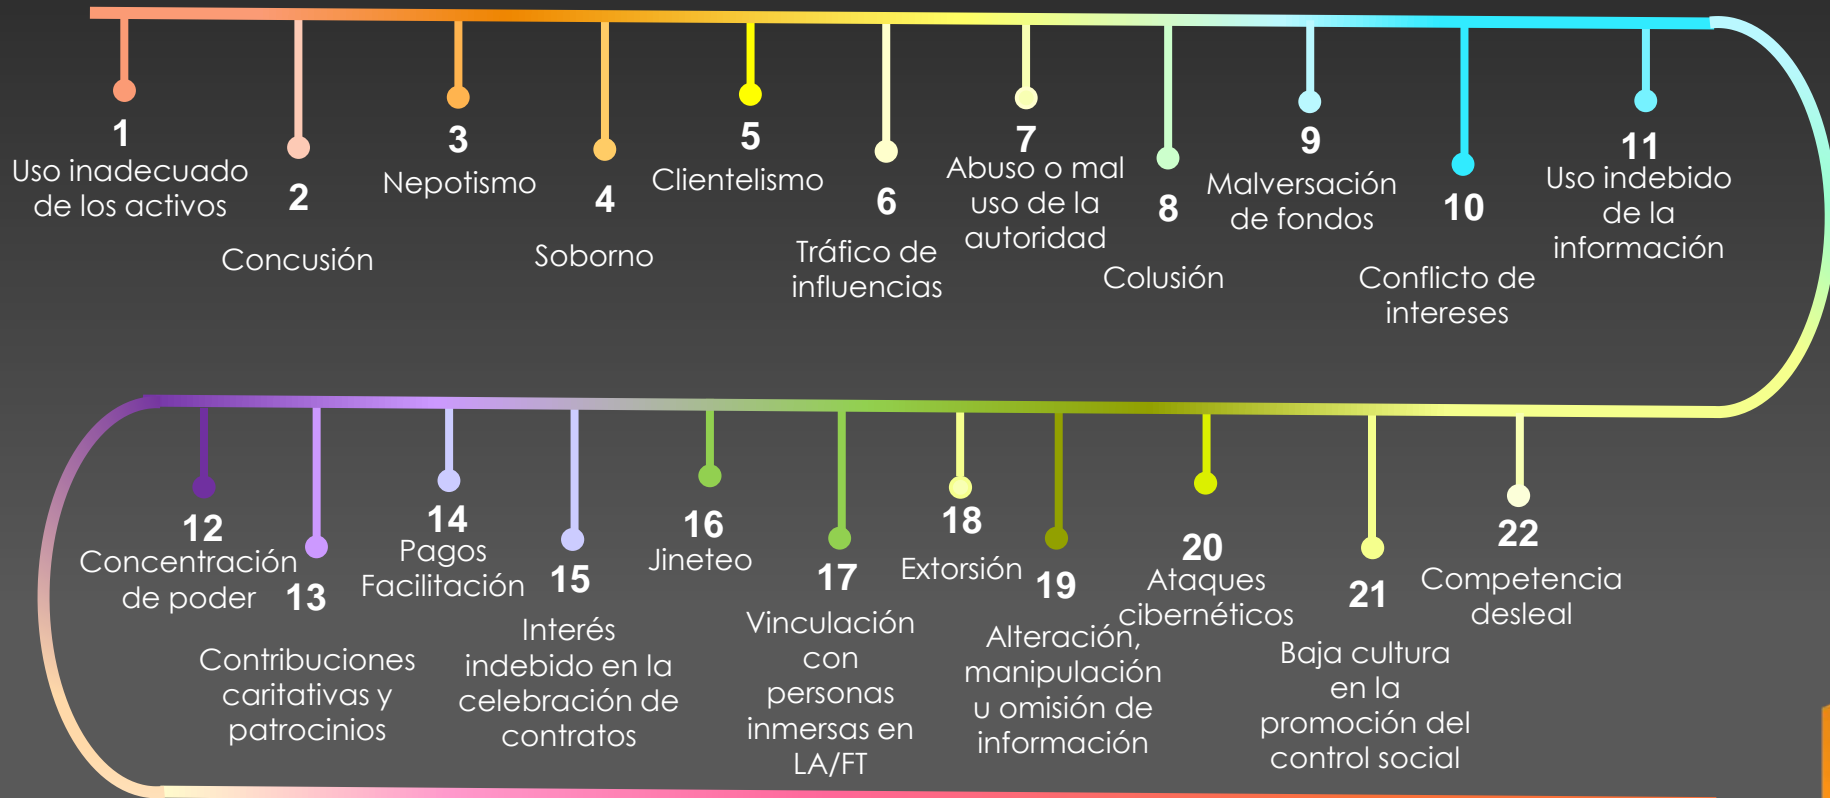 1
Uso inadecuado
de los activos
2
Concusión
3
Nepotismo
4
Soborno
5
Clientelismo
6
Tráfico de
influencias
7
Abuso o mal
uso de la
autoridad
8
Colusión
9
Malversación
de fondos
10
Conflicto de
intereses
11
Uso indebido
de la
información
12
Concentración
de poder
13
Contribuciones
caritativas y
patrocinios
14
Pagos
Facilitación
15
Interés
indebido en la
celebración de
contratos
16
Jineteo
17
Vinculación
con
personas
inmersas en
LA/FT
18
Extorsión
19
Alteración,
manipulación
u omisión de
información
20
Ataques
cibernéticos
21
Baja cultura
en la
promoción del
control social
22
Competencia
desleal